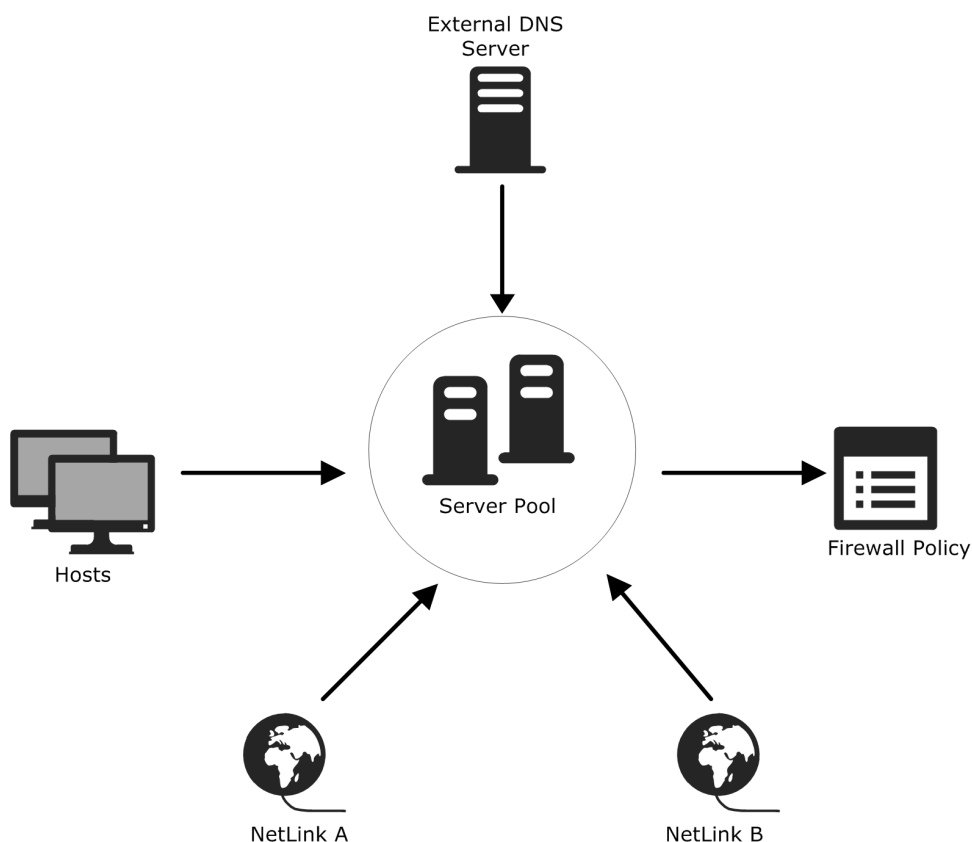 External DNS
Server
Server Pool
Hosts
Firewall Policy
NetLink A
NetLink B